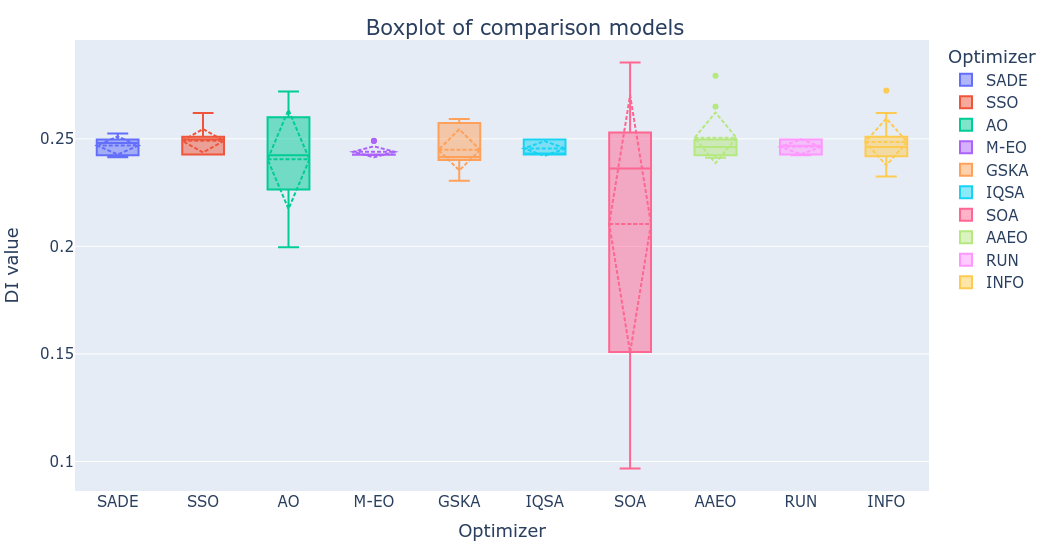 Boxplot of comparison models
DI value
0.25
0.2
0.15
0.1
SADE SSO AO M-EO GSKA IQSA SOA AAEO RUN INFO
Optimizer
Optimizer
SADE
SSO
AO
M-EO
GSKA
IQSA
SOA
AAEO
RUN
INFO